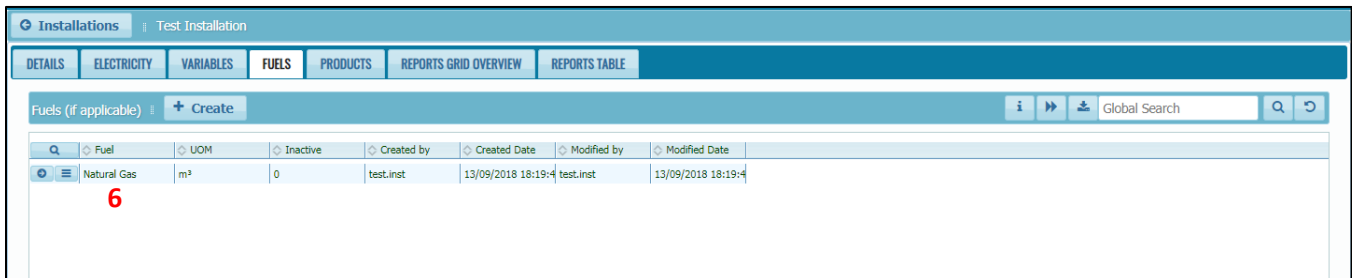 Installations Test Installation
DETAILS ELECTRICITY VARIABLES FUELS PRODUCTS REPORTS GRID OVERVIEW REPORTS TABLE
Fuels (if applicable) + Create i Global Search
Fuel UOM Inactive Created by Created Date Modified by Modified Date
Natural Gas m³ 0 test.inst 13/09/2018 18:19:4 test.inst 13/09/2018 18:19:4
6